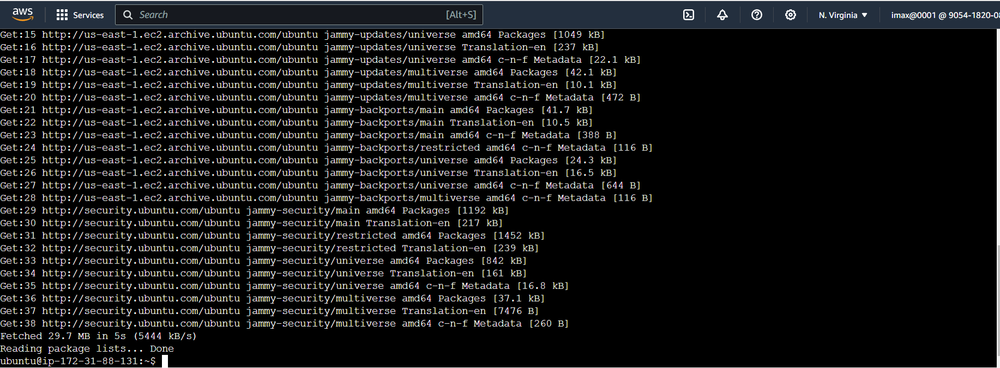 aws
Services
Search [Alt+S]
N. Virginia
imax@0001 @ 9054-1820-0
Get:15 http://us-east-1.ec2.archive.ubuntu.com/ubuntu jammy-updates/universe amd64 Packages [1049 kB]
Get:16 http://us-east-1.ec2.archive.ubuntu.com/ubuntu jammy-updates/universe Translation-en [237 kB]
Get:17 http://us-east-1.ec2.archive.ubuntu.com/ubuntu jammy-updates/universe amd64 c-n-f Metadata [22.1 kB]
Get:18 http://us-east-1.ec2.archive.ubuntu.com/ubuntu jammy-updates/multiverse amd64 Packages [42.1 kB]
Get:19 http://us-east-1.ec2.archive.ubuntu.com/ubuntu jammy-updates/multiverse Translation-en [10.1 kB]
Get:20 http://us-east-1.ec2.archive.ubuntu.com/ubuntu jammy-updates/multiverse amd64 c-n-f Metadata [472 B]
Get:21 http://us-east-1.ec2.archive.ubuntu.com/ubuntu jammy-backports/main amd64 Packages [41.7 kB]
Get:22 http://us-east-1.ec2.archive.ubuntu.com/ubuntu jammy-backports/main Translation-en [10.5 kB]
Get:23 http://us-east-1.ec2.archive.ubuntu.com/ubuntu jammy-backports/main amd64 c-n-f Metadata [388 B]
Get:24 http://us-east-1.ec2.archive.ubuntu.com/ubuntu jammy-backports/restricted amd64 c-n-f Metadata [116 B]
Get:25 http://us-east-1.ec2.archive.ubuntu.com/ubuntu jammy-backports/universe amd64 Packages [24.3 kB]
Get:26 http://us-east-1.ec2.archive.ubuntu.com/ubuntu jammy-backports/universe Translation-en [16.5 kB]
Get:27 http://us-east-1.ec2.archive.ubuntu.com/ubuntu jammy-backports/universe amd64 c-n-f Metadata [644 B]
Get:28 http://us-east-1.ec2.archive.ubuntu.com/ubuntu jammy-backports/multiverse amd64 c-n-f Metadata [116 B]
Get:29 http://security.ubuntu.com/ubuntu jammy-security/main amd64 Packages [1192 kB]
Get:30 http://security.ubuntu.com/ubuntu jammy-security/main Translation-en [217 kB]
Get:31 http://security.ubuntu.com/ubuntu jammy-security/restricted amd64 Packages [1452 kB]
Get:32 http://security.ubuntu.com/ubuntu jammy-security/restricted Translation-en [239 kB]
Get:33 http://security.ubuntu.com/ubuntu jammy-security/universe amd64 Packages [842 kB]
Get:34 http://security.ubuntu.com/ubuntu jammy-security/universe Translation-en [161 kB]
Get:35 http://security.ubuntu.com/ubuntu jammy-security/universe amd64 c-n-f Metadata [16.8 kB]
Get:36 http://security.ubuntu.com/ubuntu jammy-security/multiverse amd64 Packages [37.1 kB]
Get:37 http://security.ubuntu.com/ubuntu jammy-security/multiverse Translation-en [7476 B]
Get:38 http://security.ubuntu.com/ubuntu jammy-security/multiverse amd64 c-n-f Metadata [260 B]
Fetched 29.7 MB in 5s (5444 kB/s)
Reading package lists... Done
ubuntu@ip-172-31-88-131:~$